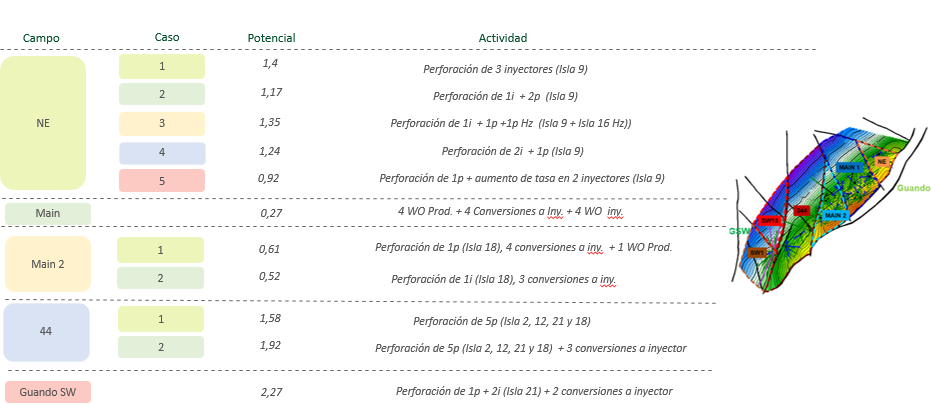 Campo Caso Potencial Actividad
NE
1 1,4 Perforación de 3 inyectores (Isla 9)
2 1,17 Perforación de 1i + 2p (Isla 9)
3 1,35 Perforación de 1i + 1p +1p Hz (Isla 9 + Isla 16 Hz))
4 1,24 Perforación de 2i + 1p (Isla 9)
5 0,92 Perforación de 1p + aumento de tasa en 2 inyectores (Isla 9)
Main 0,27 4 WO Prod. + 4 Conversiones a Iny. + 4 WO iny.
Main 2
1 0,61 Perforación de 1p (Isla 18), 4 conversiones a iny. + 1 WO Prod.
2 0,52 Perforación de 1i (Isla 18), 3 conversiones a iny.
44
1 1,58 Perforación de 5p (Isla 2, 12, 21 y 18)
2 1,92 Perforación de 5p (Isla 2, 12, 21 y 18) + 3 conversiones a inyector
Guando SW 2,27 Perforación de 1p + 2i (Isla 21) + 2 conversiones a inyector
NE
MAIN 1
Guando
MAIN 2
GSW